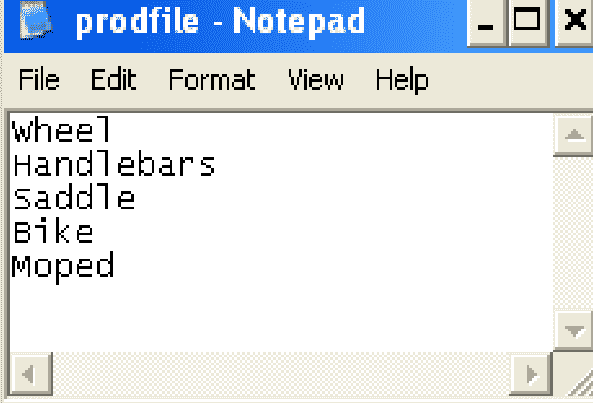 prodfile - Notepad
File Edit Format View Help
Wheel
Handlebars
Saddle
Bike
Moped